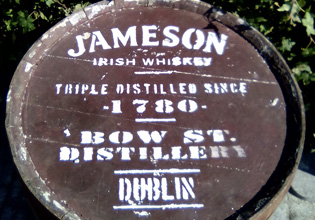 JAMESON
IRISH WHISKEY
TRIPLE DISTILLED SINCE
-1780-
BOW ST.
DISTILLERY
DUBLIN